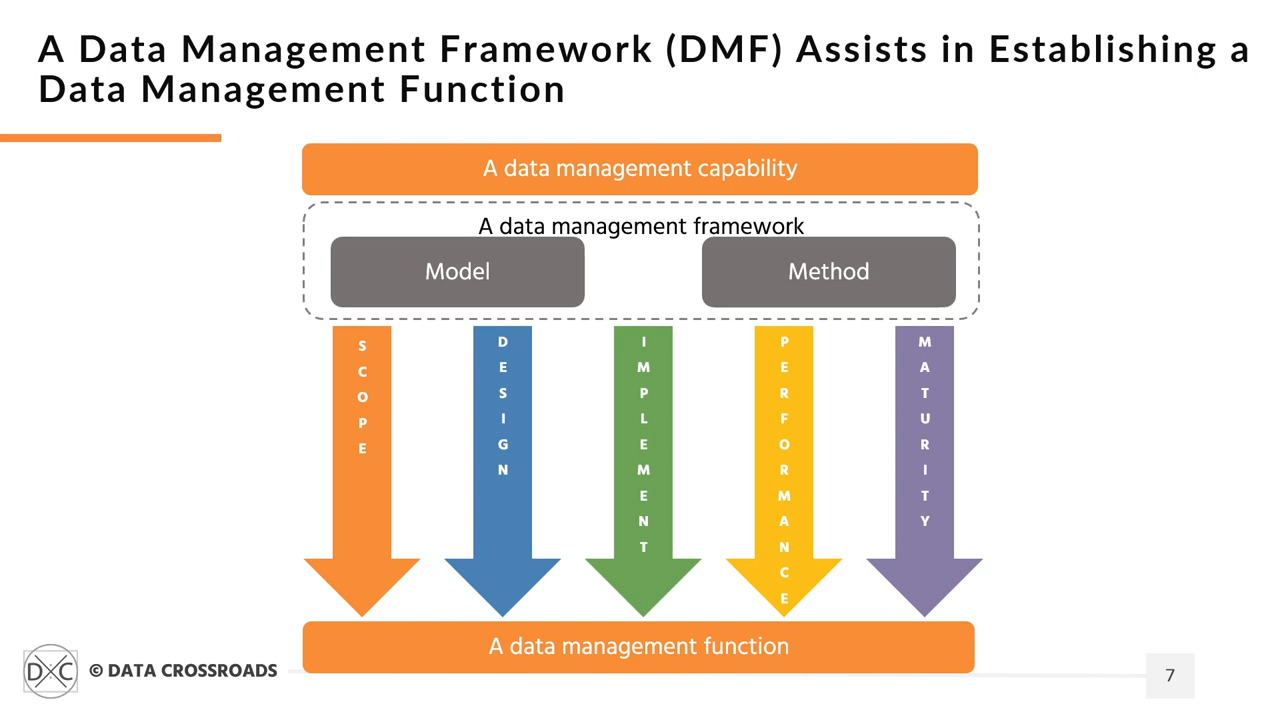 A Data Management Framework (DMF) Assists in Establishing a
Data Management Function
A data management capability
A data management framework
Model
Method
SCOPE
DESIGN
IMPLEMENT
PERFORMANCE
MATURITY
A data management function
DXC
© DATA CROSSROADS
7